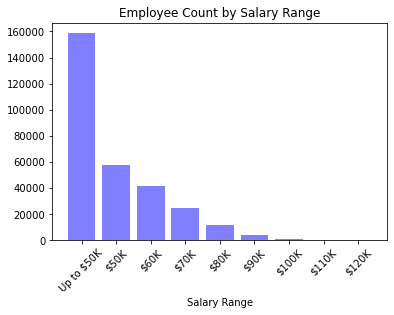 Employee Count by Salary Range
160000
140000
120000
100000
80000
60000
40000
20000
0
Up to $50K
$50K
$60K
$70K
$80K
$90K
$100K
$110K
$120K
Salary Range